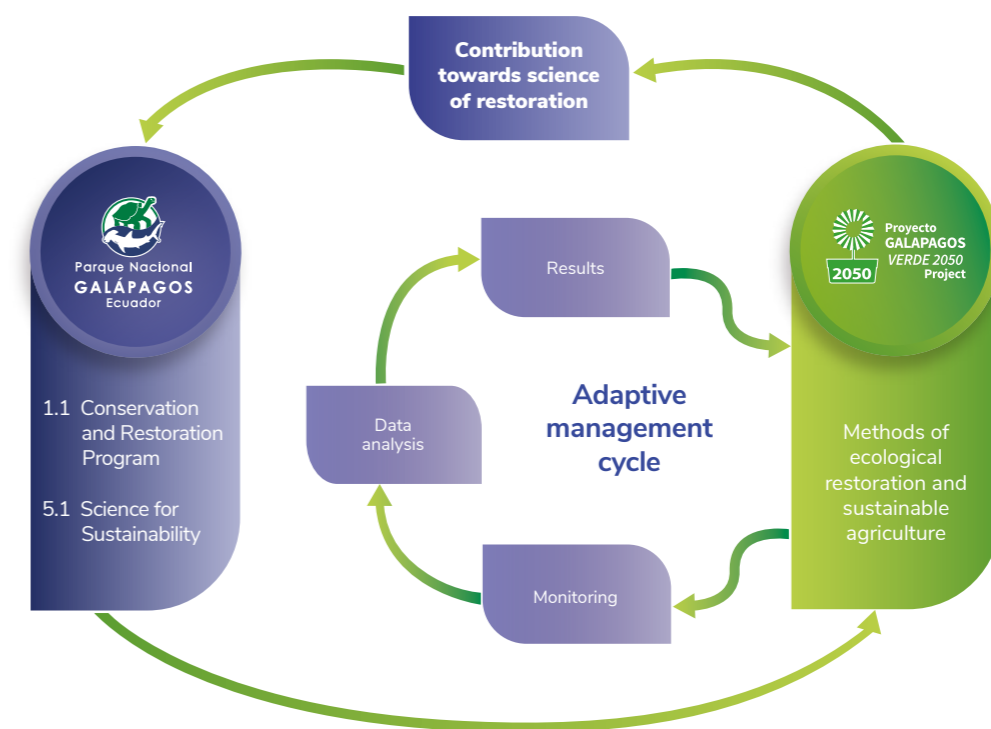 Contribution
towards science
of restoration
Parque Nacional
GALÁPAGOS
Ecuador
1.1 Conservation
and Restoration
Program
5.1 Science for
Sustainability
Results
Data
analysis
Adaptive
management
cycle
Monitoring
Proyecto
GALAPAGOS
VERDE 2050
Project
2050
Methods of
ecological
restoration and
sustainable
agriculture